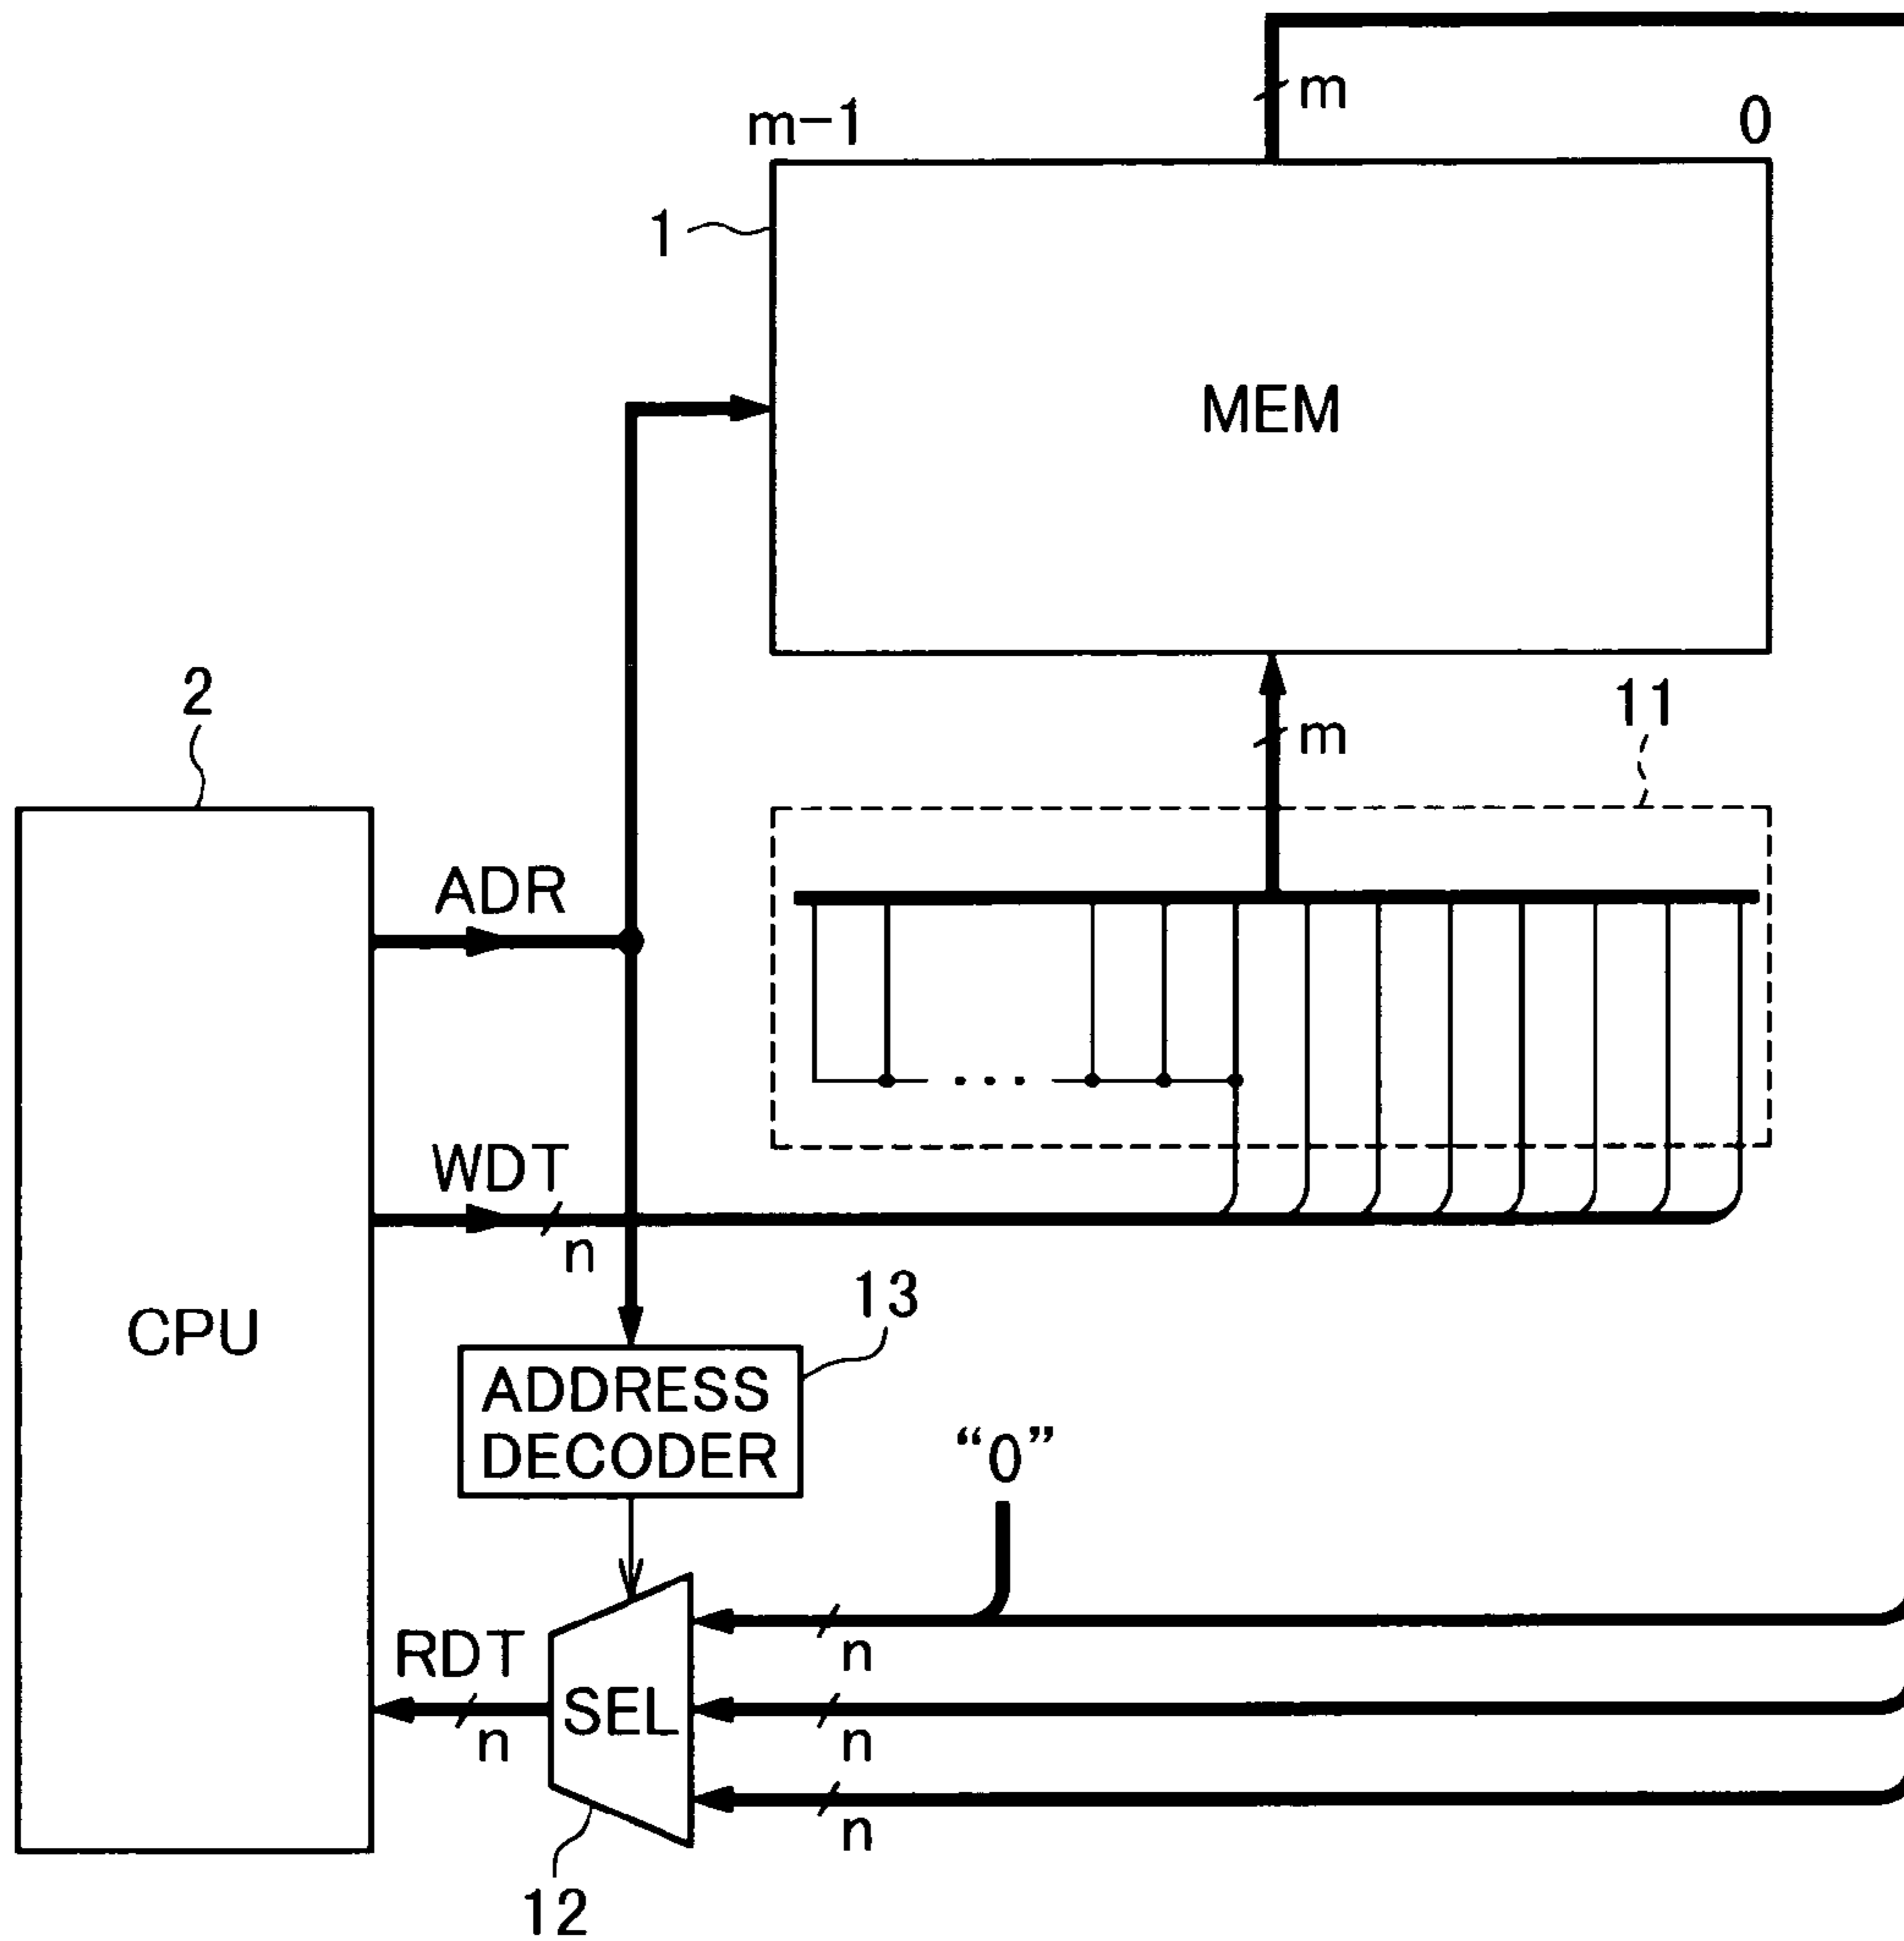 m
m-1
0
1
MEM
2
m
11
ADR
WDT
n
13
CPU
ADDRESS
DECODER
“0”
RDT
n
SEL
n
n
n
12